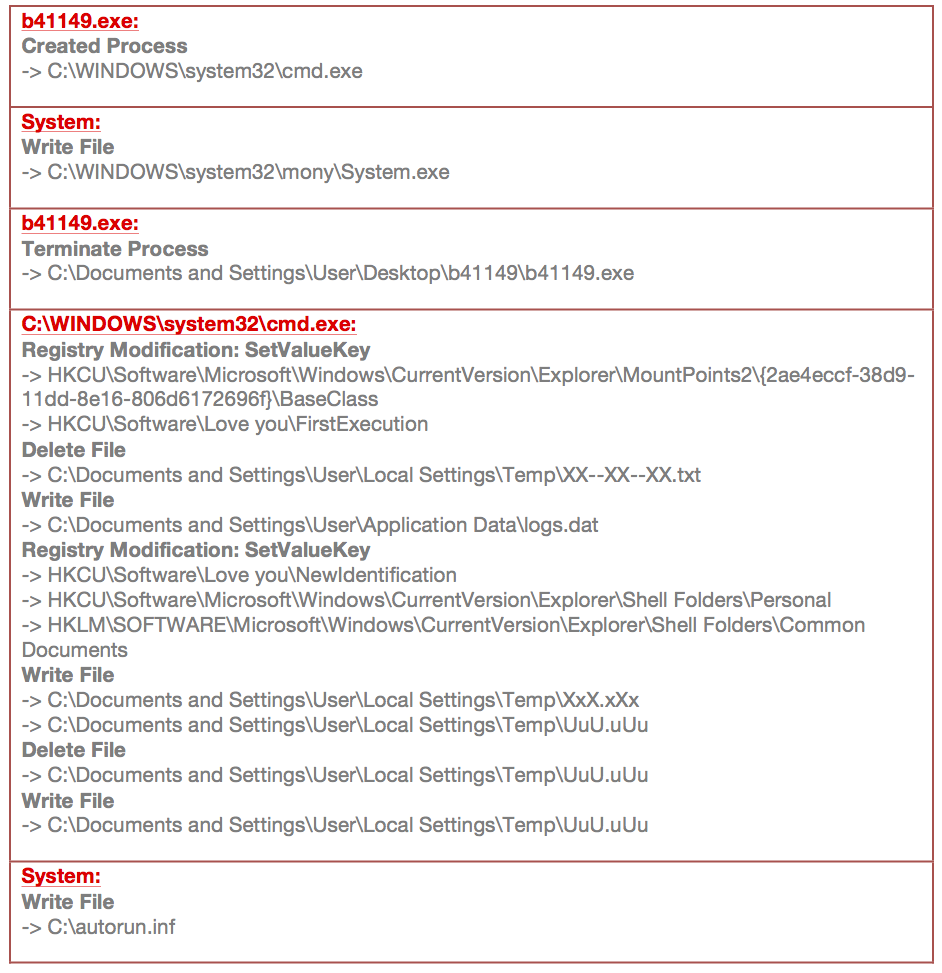 b41149.exe:
Created Process
-> C:\WINDOWS\system32\cmd.exe
System:
Write File
-> C:\WINDOWS\system32\mony\System.exe
b41149.exe:
Terminate Process
-> C:\Documents and Settings\User\Desktop\b41149\b41149.exe
C:\WINDOWS\system32\cmd.exe:
Registry Modification: SetValueKey
-> HKCU\Software\Microsoft\Windows\CurrentVersion\Explorer\MountPoints2\{2ae4eccf-38d9-
11dd-8e16-806d6172696f}\BaseClass
-> HKCU\Software\Love you\FirstExecution
Delete File
-> C:\Documents and Settings\User\Local Settings\Temp\XX--XX--XX.txt
Write File
-> C:\Documents and Settings\User\Application Data\logs.dat
Registry Modification: SetValueKey
-> HKCU\Software\Love you\NewIdentification
-> HKCU\Software\Microsoft\Windows\CurrentVersion\Explorer\Shell Folders\Personal
-> HKLM\SOFTWARE\Microsoft\Windows\CurrentVersion\Explorer\Shell Folders\Common
Documents
Write File
-> C:\Documents and Settings\User\Local Settings\Temp\XxX.xXx
-> C:\Documents and Settings\User\Local Settings\Temp\UuU.uUu
Delete File
-> C:\Documents and Settings\User\Local Settings\Temp\UuU.uUu
Write File
-> C:\Documents and Settings\User\Local Settings\Temp\UuU.uUu
System:
Write File
-> C:\autorun.inf